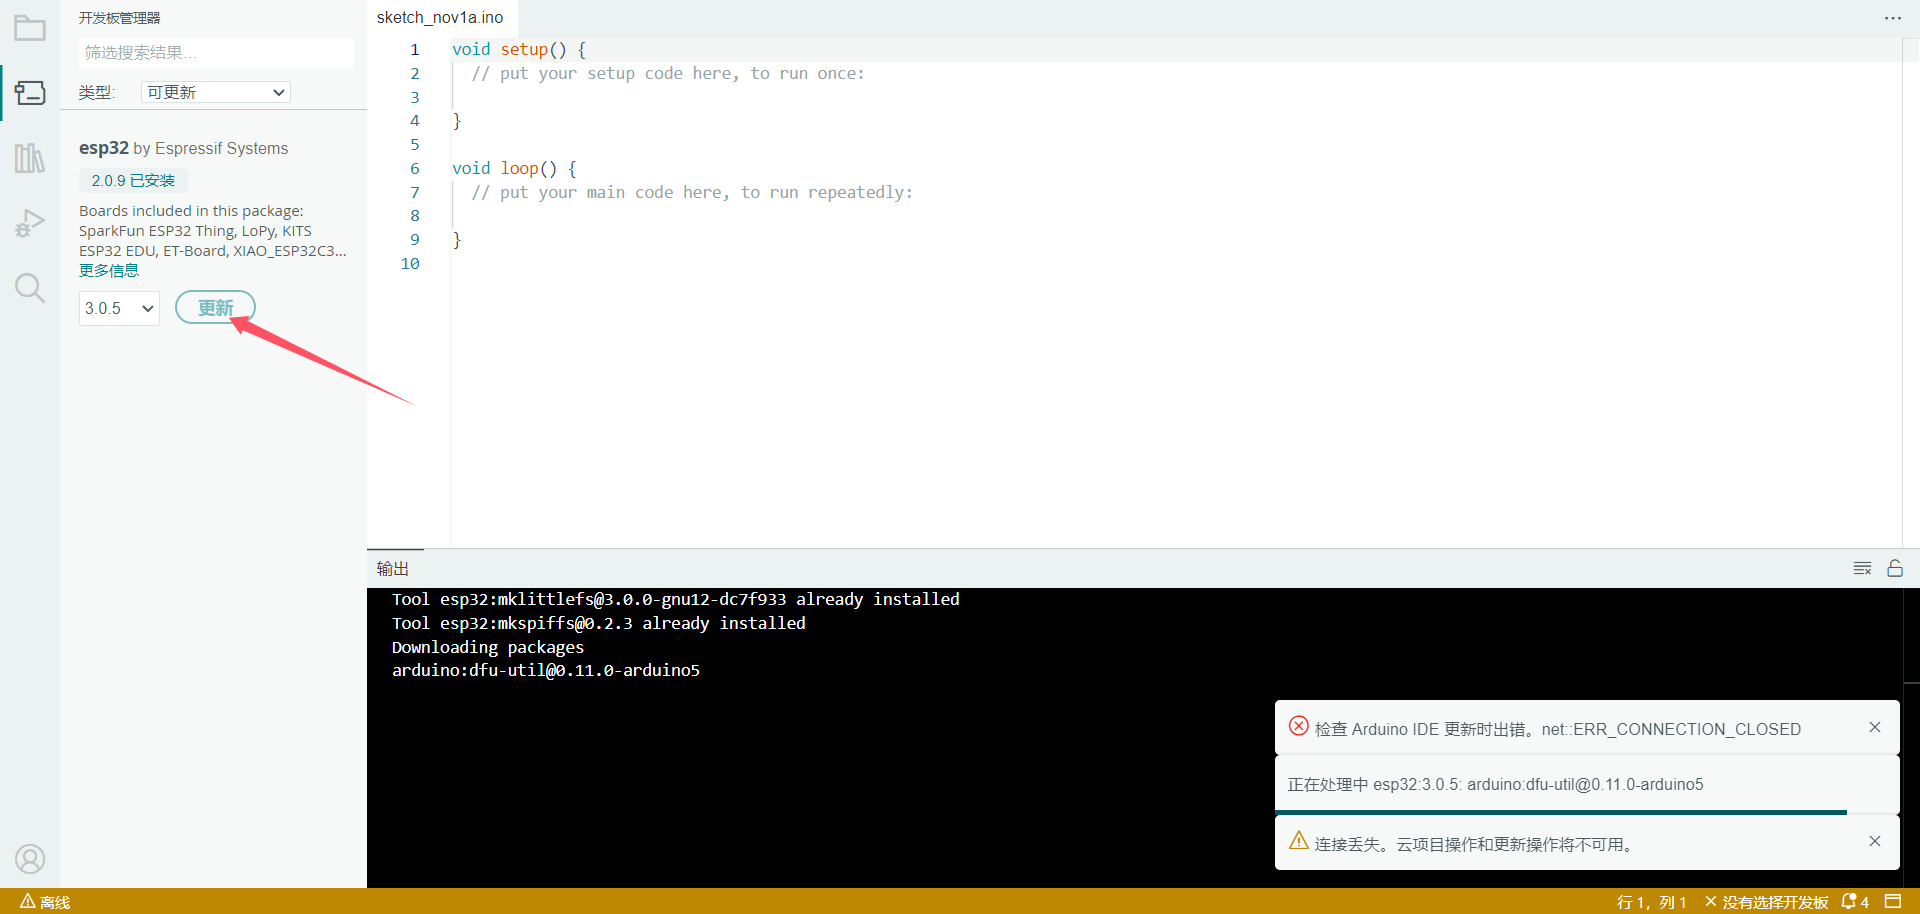 开发板管理器
筛选搜索结果...
类型: 可更新
esp32 by Espressif Systems
2.0.9 已安装
Boards included in this package:
SparkFun ESP32 Thing, LoPy, KITS
ESP32 EDU, ET-Board, XIAO_ESP32C3...
更多信息
3.0.5 更新
sketch_nov1a.ino
1 void setup() {
2 // put your setup code here, to run once:
3
4 }
5
6 void loop() {
7 // put your main code here, to run repeatedly:
8
9 }
10
输出
Tool esp32:mklittlefs@3.0.0-gnu12-dc7f933 already installed
Tool esp32:mkspiffs@0.2.3 already installed
Downloading packages
arduino:dfu-util@0.11.0-arduino5
检查 Arduino IDE 更新时出错。net::ERR_CONNECTION_CLOSED
正在处理中 esp32:3.0.5: arduino:dfu-util@0.11.0-arduino5
连接丢失。云项目操作和更新操作将不可用。
离线
行 1，列 1 没有选择开发板 4